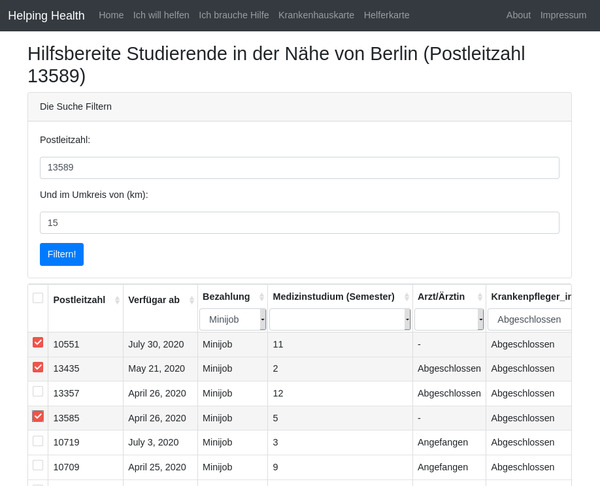 Helping Health Home Ich will helfen Ich brauche Hilfe Krankenhauskarte Helferkarte About Impressum
Hilfsbereite Studierende in der Nähe von Berlin (Postleitzahl
13589)
Die Suche Filtern
Postleitzahl:
13589
Und im Umkreis von (km):
15
Filtern!
Postleitzahl Verfügar ab Bezahlung Medizinstudium (Semester) Arzt/Ärztin
Minijob Abgeschlossen
10551 July 30, 2020 Minijob 11 - Abgeschlossen
13435 May 21, 2020 Minijob 2 Abgeschlossen Abgeschlossen
13357 April 26, 2020 Minijob 12 Abgeschlossen Abgeschlossen
13585 April 26, 2020 Minijob 5 - Abgeschlossen
10719 July 3, 2020 Minijob 3 Angefangen Abgeschlossen
10709 April 25, 2020 Minijob 9 Angefangen Abgeschlossen